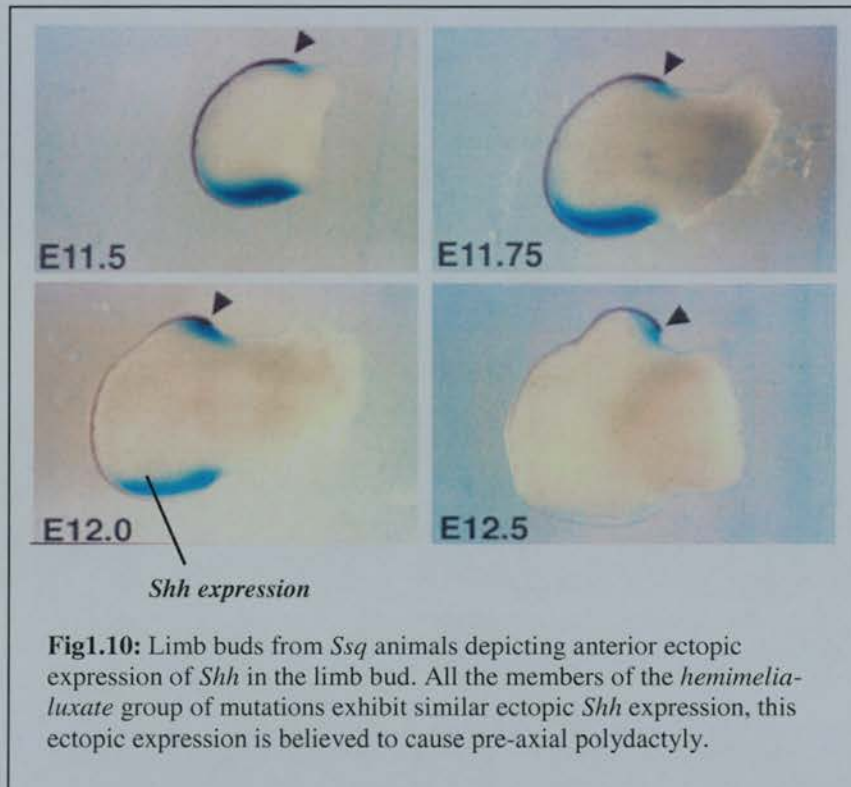 E11.5
E11.75
E12.0
E12.5
Shh expression
Fig1.10: Limb buds from Ssq animals depicting anterior ectopic
expression of Shh in the limb bud. All the members of the hemimelia-
luxate group of mutations exhibit similar ectopic Shh expression, this
ectopic expression is believed to cause pre-axial polydactyly.